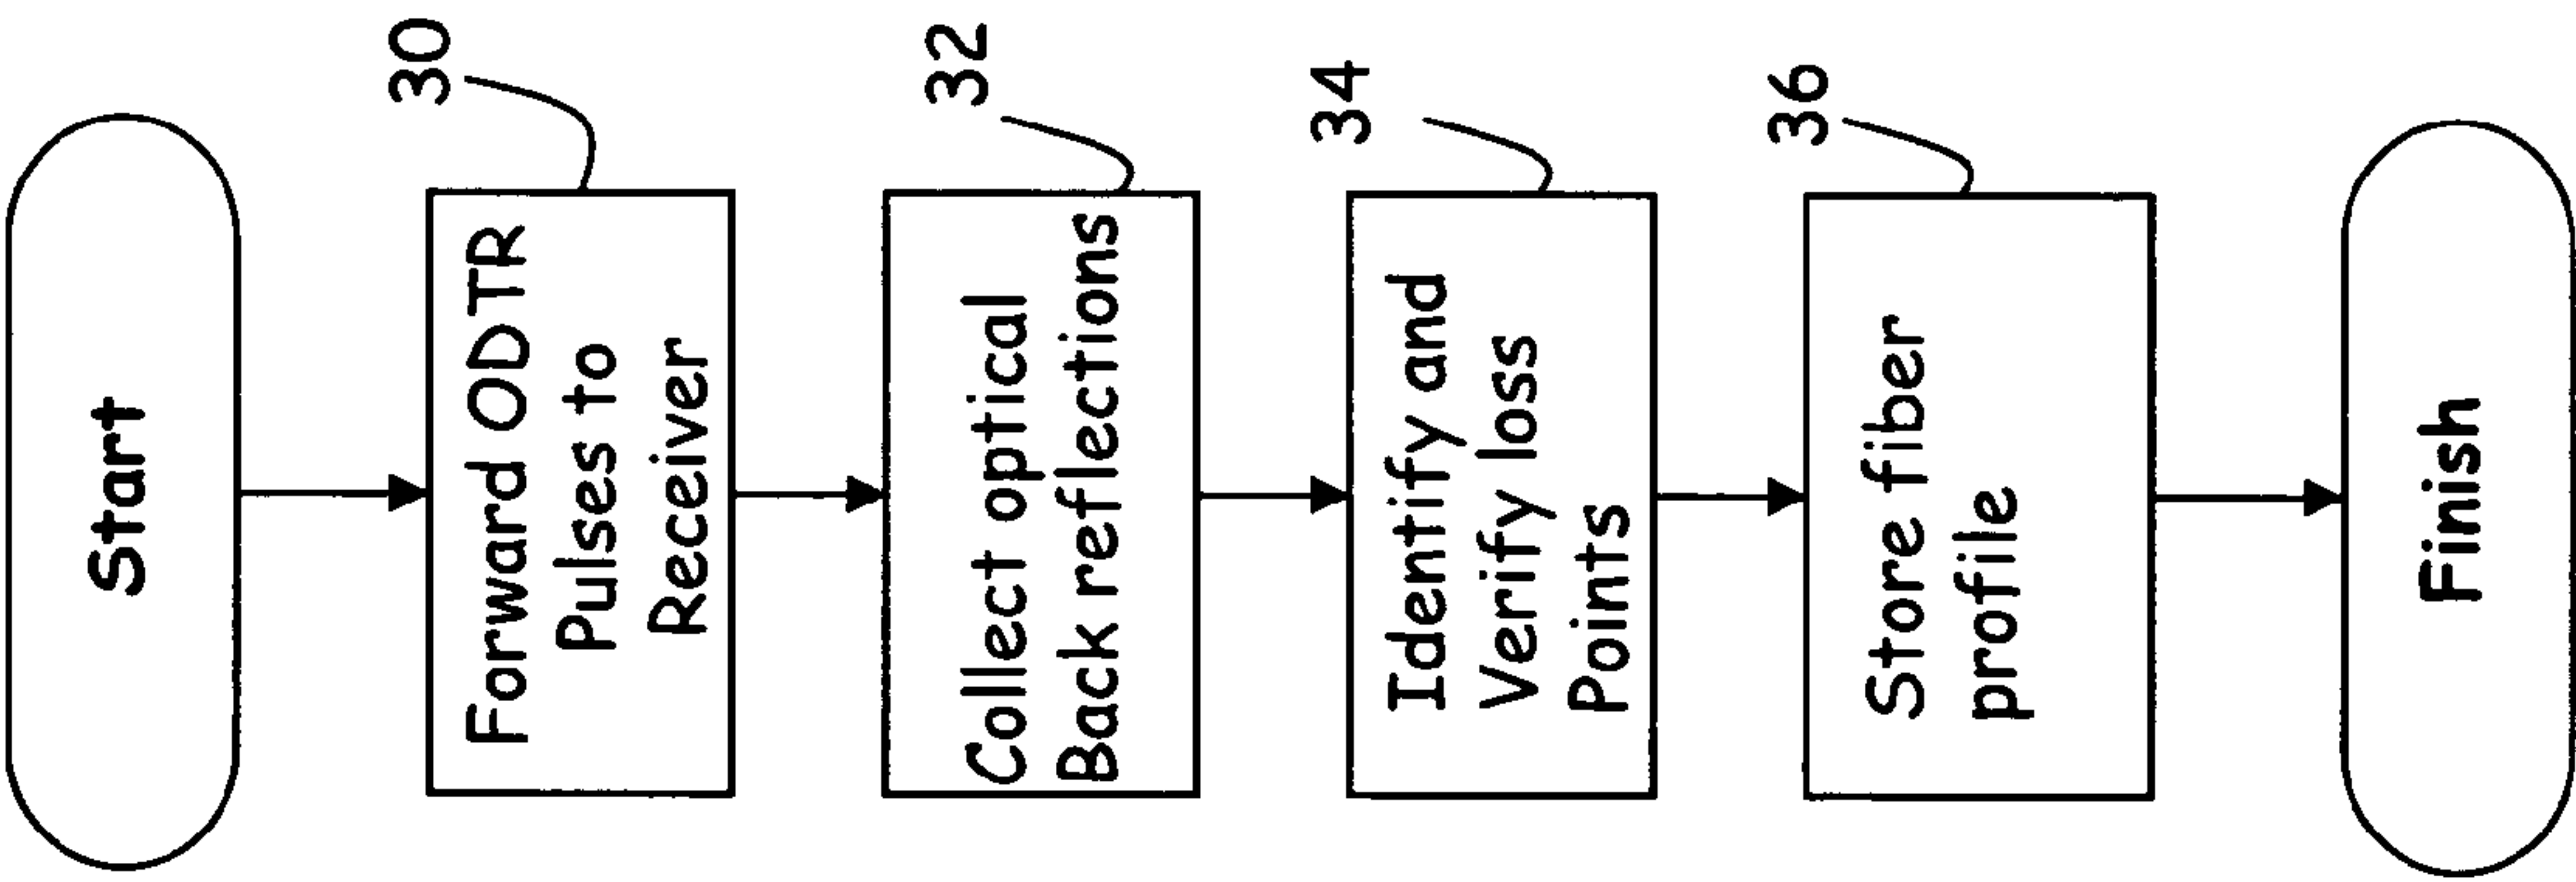 Start
30
Forward ODTR
Pulses to
Receiver
32
Collect optical
Back reflections
34
Identify and
Verify loss
Points
36
Store fiber
profile
Finish